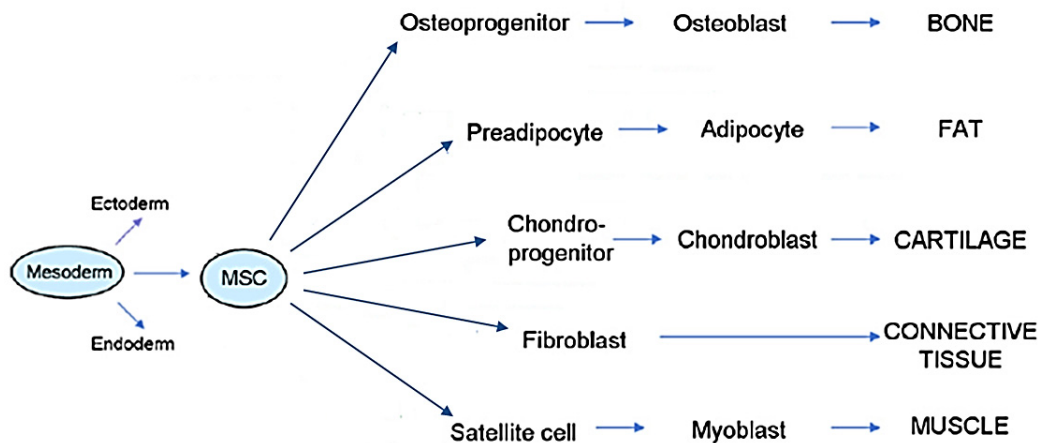 Osteoprogenitor Osteoblast BONE
Preadipocyte Adipocyte FAT
Ectoderm
Chondro-
progenitor Chondroblast CARTILAGE
Mesoderm MSC
Endoderm
Fibroblast CONNECTIVE
TISSUE
Satellite cell Myoblast MUSCLE